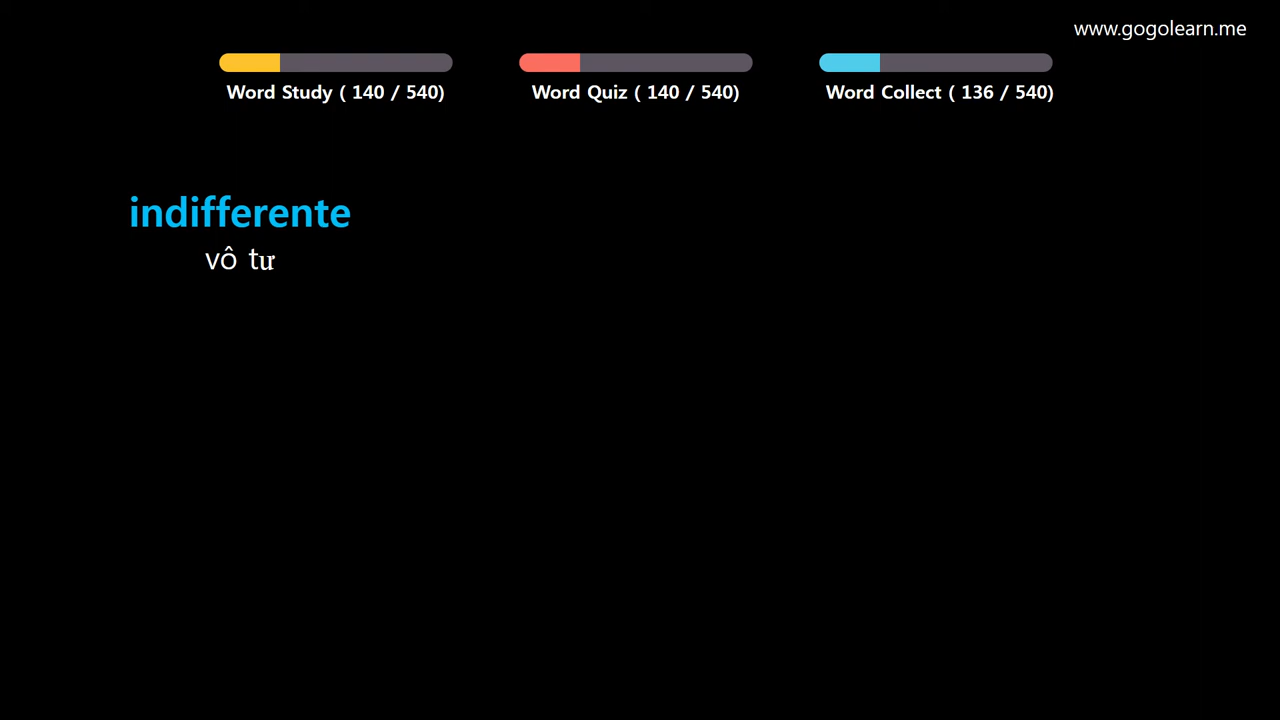 www.gogolearn.me
Word Study ( 140 / 540)
Word Quiz ( 140 / 540)
Word Collect ( 136 / 540)
indifferente
vô tư